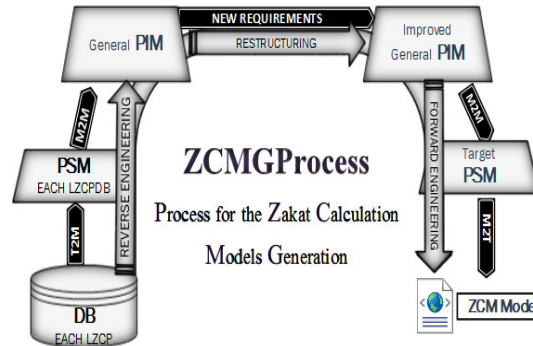 NEW REQUIREMENTS
General PIM
RESTRUCTURING
Improved
General PIM
M2M
REVERSE ENGINEERING
FORWARD ENGINEERING
M2M
PSM
EACH LZCPDB
ZCMGProcess
Target
PSM
Process for the Zakat Calculation
Models Generation
T2M
M2T
DB
EACH LZCP
ZCM Mode